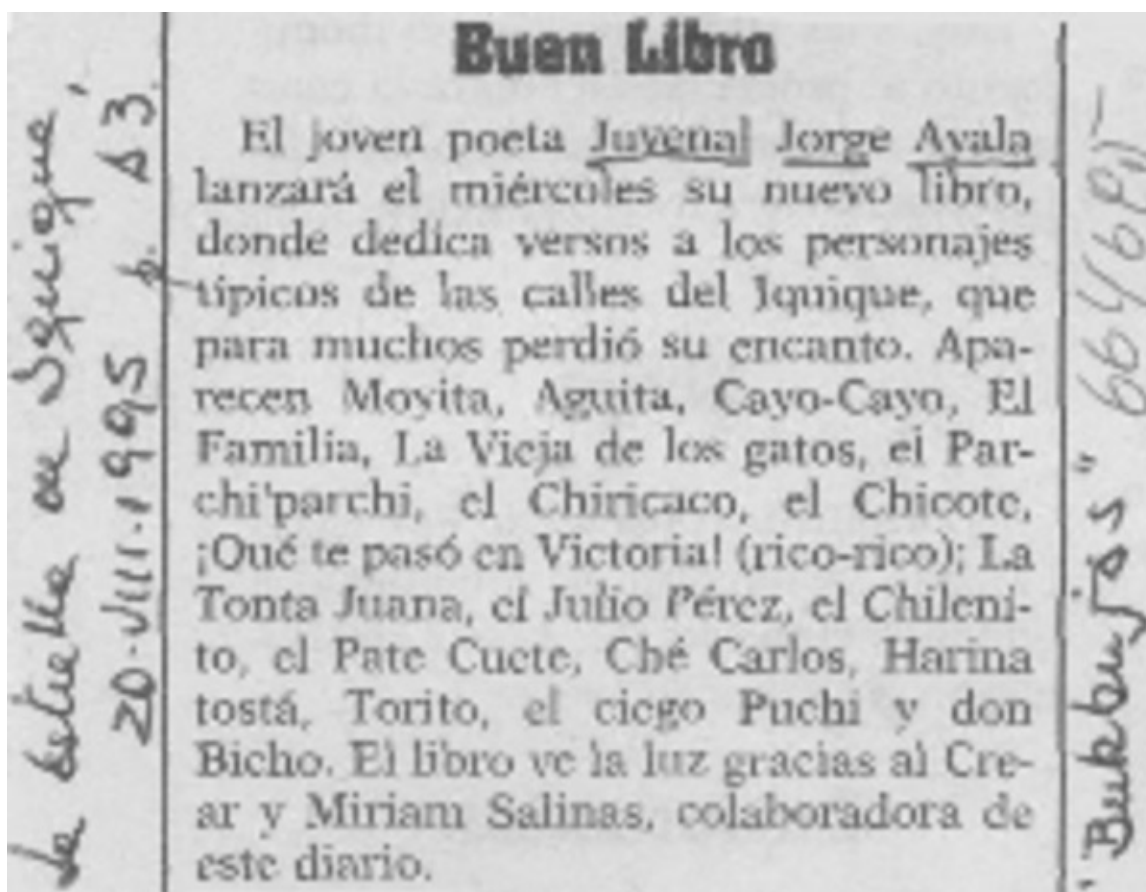 Buen Libro
El joven poeta Juvenal Jorge Ayala
lanzará el miércoles su nuevo libro,
donde dedica versos a los personajes
típicos de las calles del Iquique, que
para muchos perdió su encanto. Apa-
recen Moyita, Aguita, Cayo-Cayo, El
Familia, La Vieja de los gatos, el Par-
chi'parchi, el Chiricaco, el Chicote,
¡Qué te pasó en Victoria! (rico-rico); La
Tonta Juana, el Julio Pérez, el Chileni-
to, el Pate Cuete, Ché Carlos, Harina
tostá, Torito, el ciego Puchi y don
Bicho. El libro ve la luz gracias al Cre-
ar y Miriam Salinas, colaboradora de
este diario.
La Estrella de Iquique,
20-VIII-1995 p. A3.
"Burbujas"